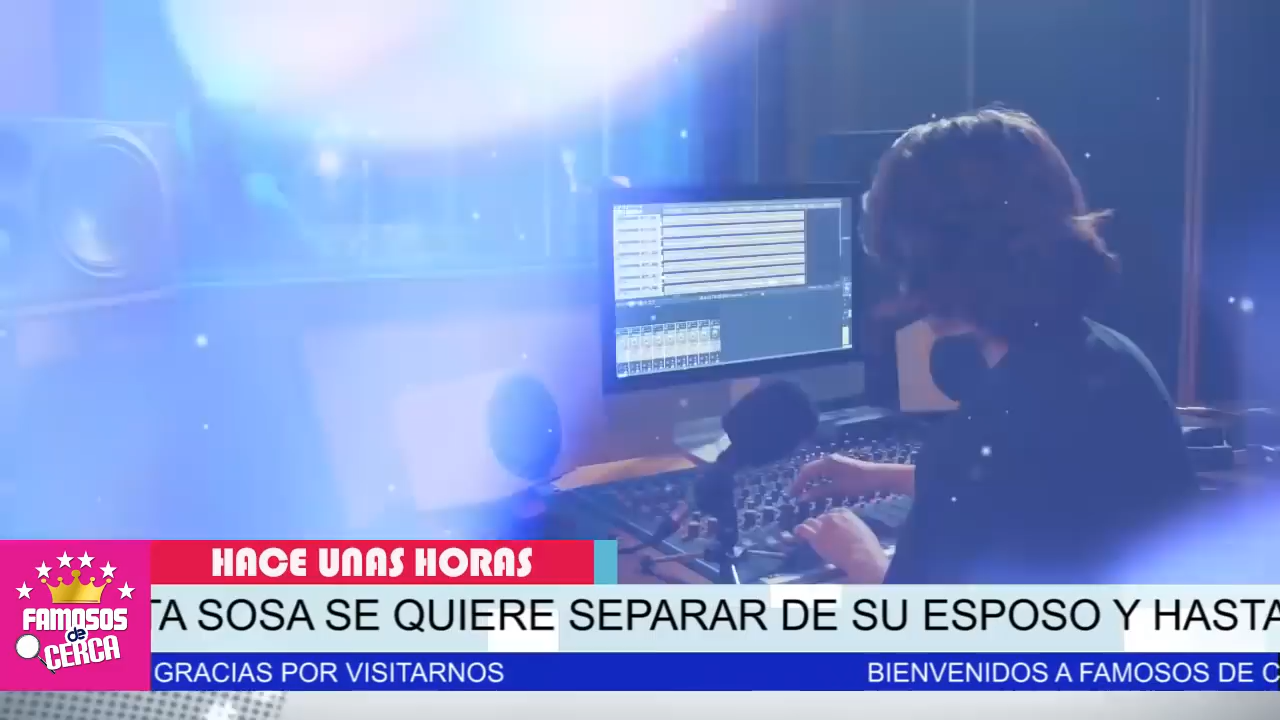 HACE UNAS HORAS
FAMOSOS
de
CERCA
TA SOSA SE QUIERE SEPARAR DE SU ESPOSO Y HASTA
GRACIAS POR VISITARNOS
BIENVENIDOS A FAMOSOS DE C